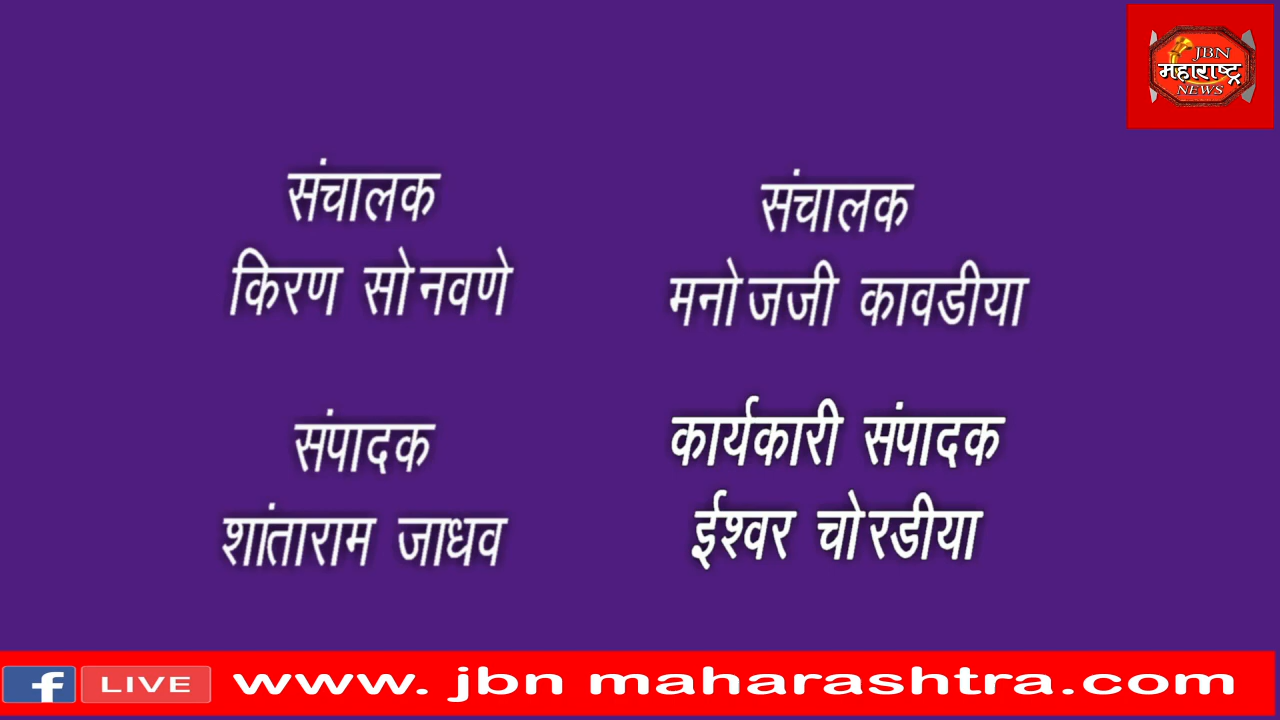 JBN
महाराष्ट्र
NEWS
संचालक
किरण सोनवणे
संचालक
मनोजजी कावडीया
संपादक
शांताराम जाधव
कार्यकारी संपादक
ईश्वर चोरडीया
f LIVE www. jbn maharashtra.com